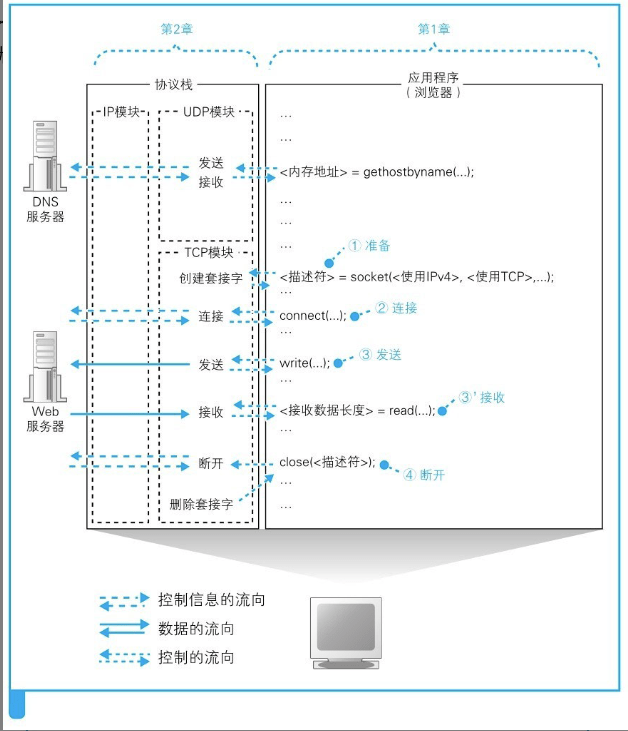 第2章
第1章
协议栈
应用程序
（浏览器）
IP模块
UDP模块
…
…
发送
接收
<内存地址> = gethostbyname(...);
DNS
服务器
…
…
…
① 准备
TCP模块
创建套接字
<描述符> = socket(<使用IPv4>, <使用TCP>,...);
…
连接
connect(...);
② 连接
…
发送
write(...);
③ 发送
…
Web
服务器
接收
<接收数据长度> = read(...);
③' 接收
…
断开
close(<描述符>);
④ 断开
…
删除套接字
…
控制信息的流向
数据的流向
控制的流向